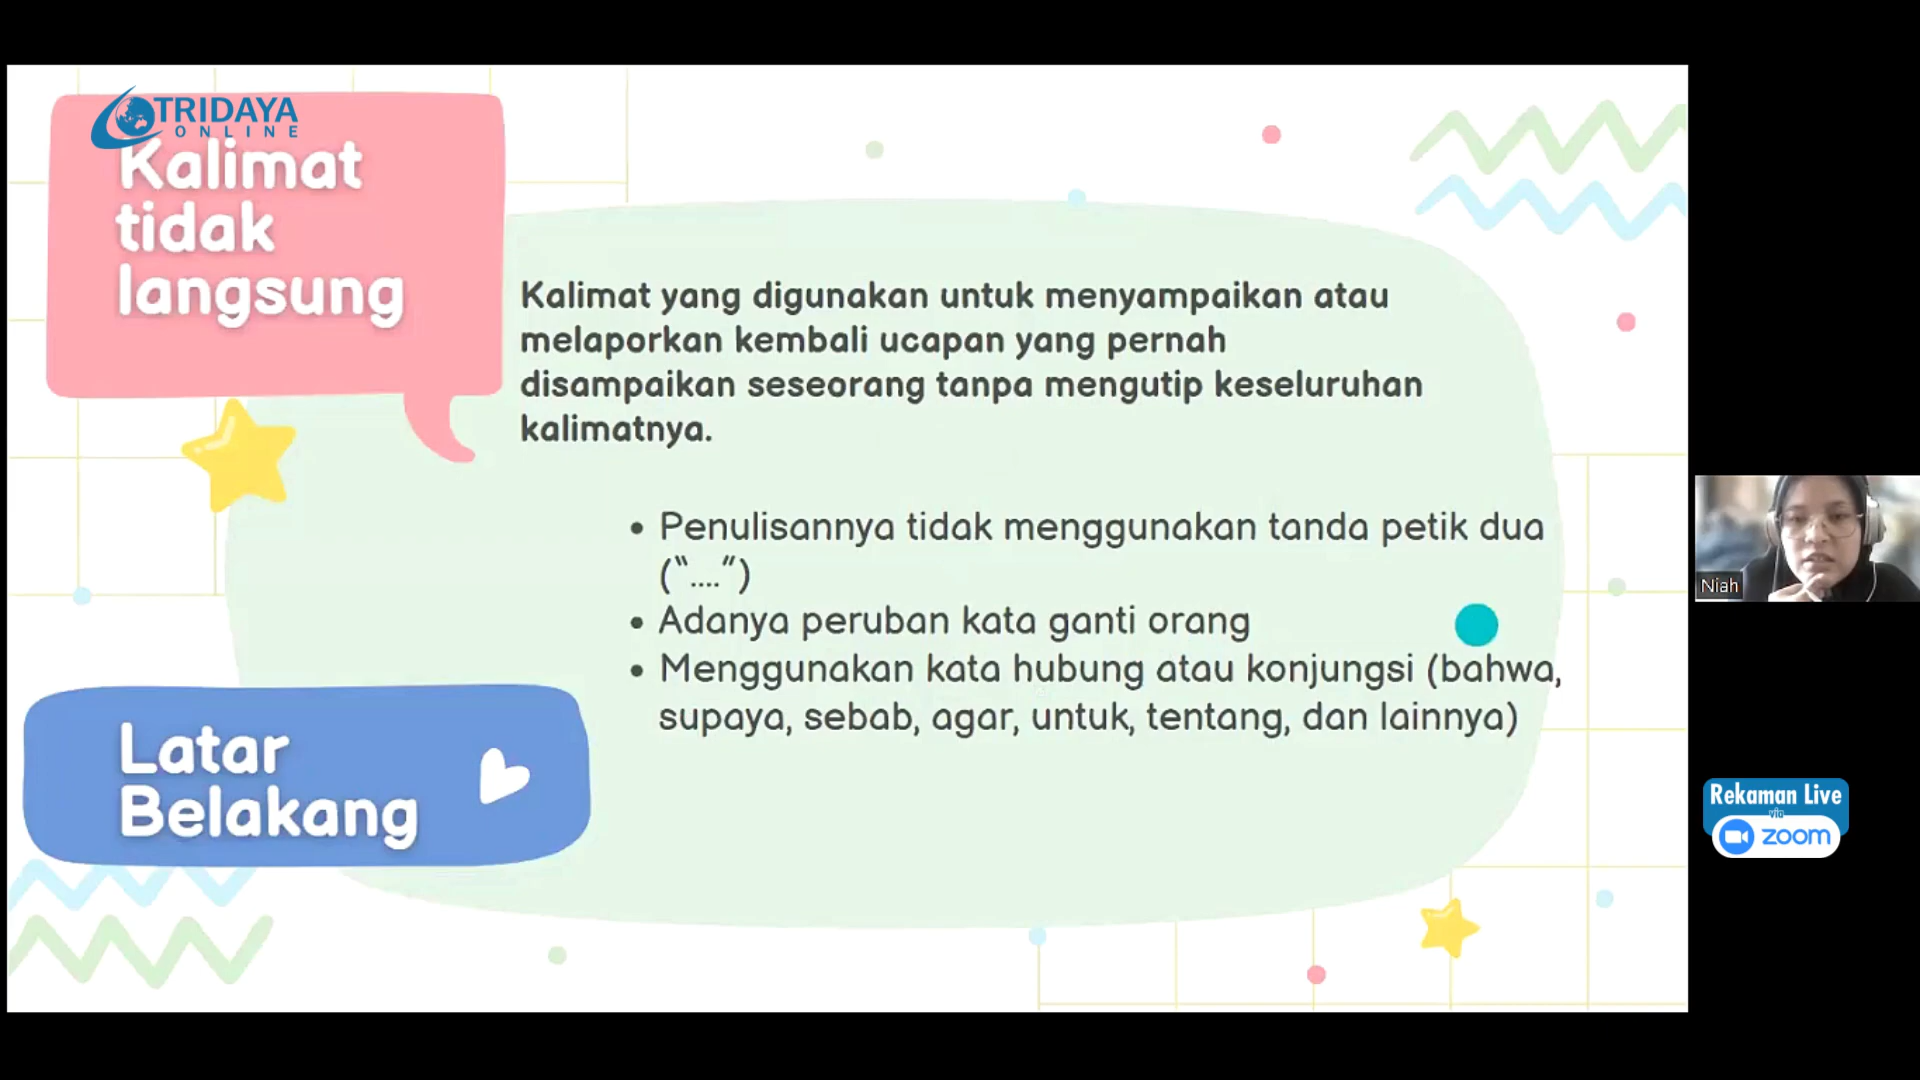 TRIDAYA
ONLINE
Kalimat
tidak
langsung
Kalimat yang digunakan untuk menyampaikan atau
melaporkan kembali ucapan yang pernah
disampaikan seseorang tanpa mengutip keseluruhan
kalimatnya.
• Penulisannya tidak menggunakan tanda petik dua
(“....”)
• Adanya peruban kata ganti orang
• Menggunakan kata hubung atau konjungsi (bahwa,
supaya, sebab, agar, untuk, tentang, dan lainnya)
Latar
Belakang
Niah
Rekaman Live
via
zoom